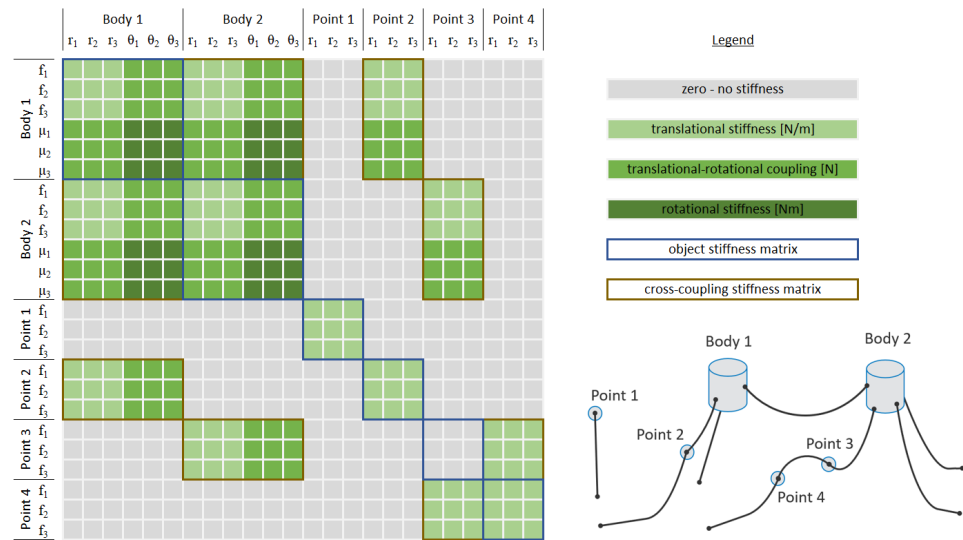 Body 1 Body 2 Point 1 Point 2 Point 3 Point 4
r₁ r₂ r₃ θ₁ θ₂ θ₃ r₁ r₂ r₃ θ₁ θ₂ θ₃ r₁ r₂ r₃ r₁ r₂ r₃ r₁ r₂ r₃ r₁ r₂ r₃
Body 1
f₁
f₂
f₃
μ₁
μ₂
μ₃
Body 2
f₁
f₂
f₃
μ₁
μ₂
μ₃
Point 1
f₁
f₂
f₃
Point 2
f₁
f₂
f₃
Point 3
f₁
f₂
f₃
Point 4
f₁
f₂
f₃
Legend
zero - no stiffness
translational stiffness [N/m]
translational-rotational coupling [N]
rotational stiffness [Nm]
object stiffness matrix
cross-coupling stiffness matrix
Body 1
Body 2
Point 1
Point 2
Point 3
Point 4